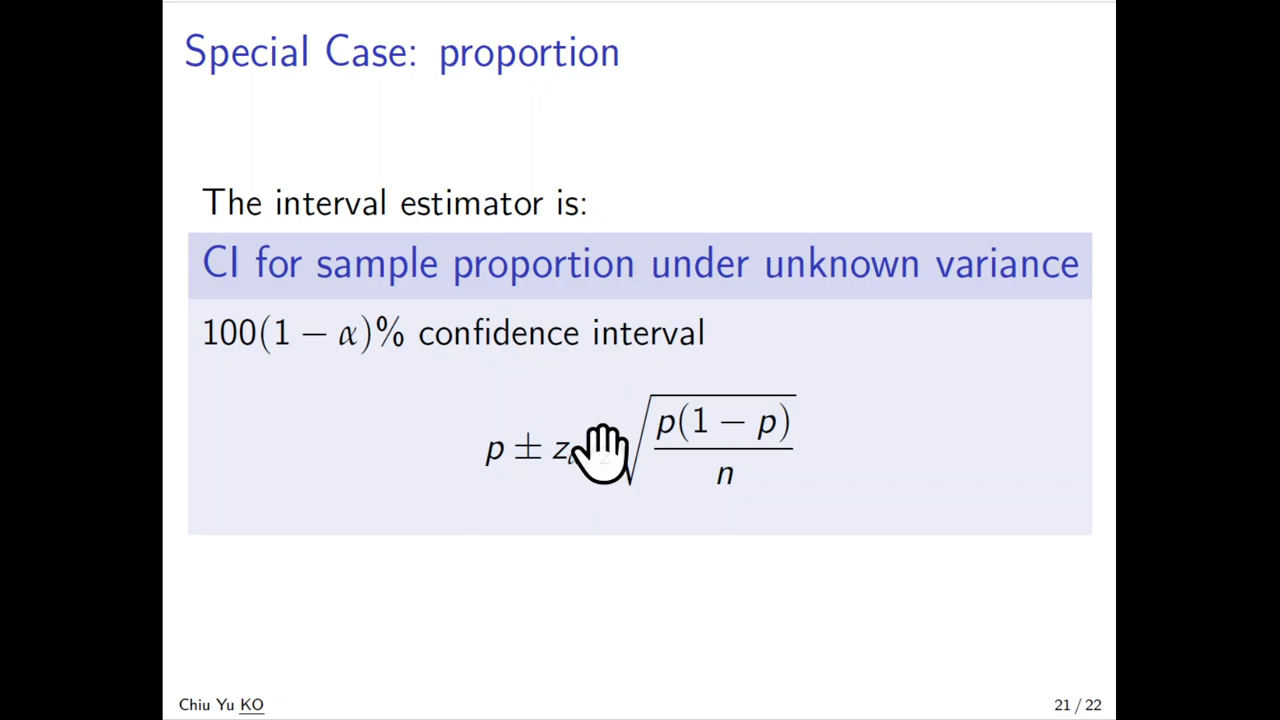 Special Case: proportion
The interval estimator is:
CI for sample proportion under unknown variance
100(1 − α)% confidence interval
p ± z √(p(1 − p)/n)
Chiu Yu KO
21 / 22